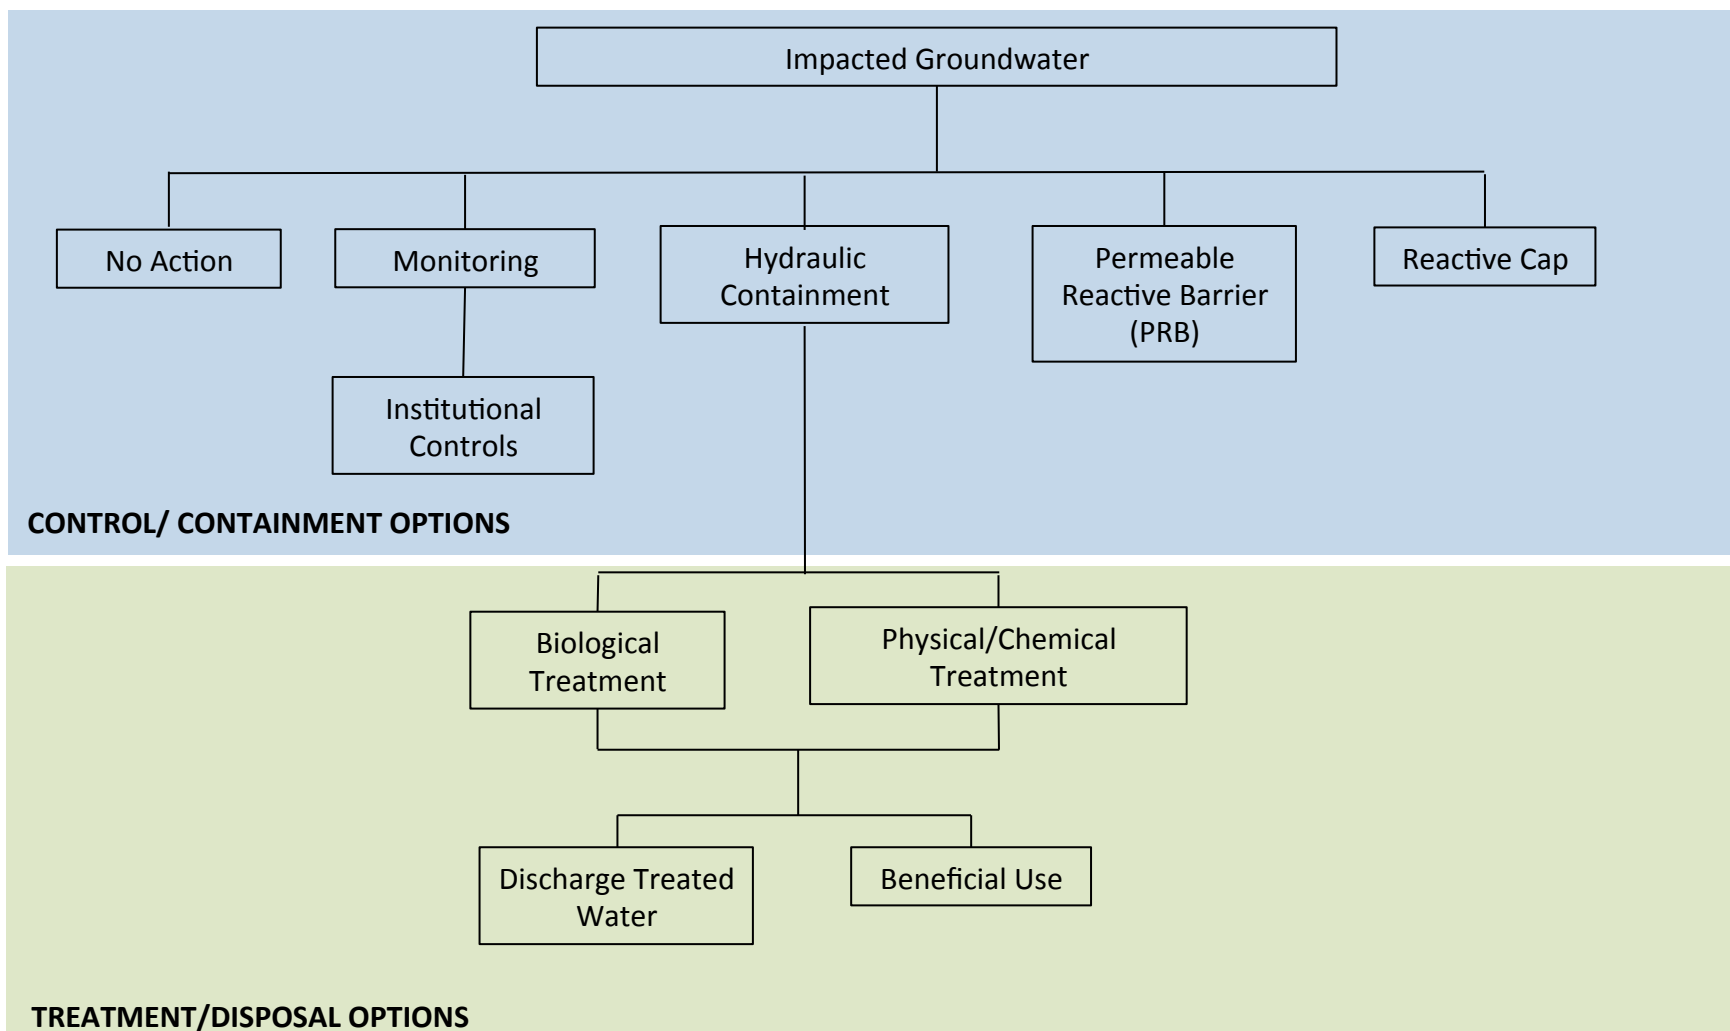 Impacted Groundwater
No Action
Monitoring
Hydraulic
Containment
Permeable
Reactive Barrier
(PRB)
Reactive Cap
Institutional
Controls
CONTROL/ CONTAINMENT OPTIONS
Biological
Treatment
Physical/Chemical
Treatment
Discharge Treated
Water
Beneficial Use
TREATMENT/DISPOSAL OPTIONS